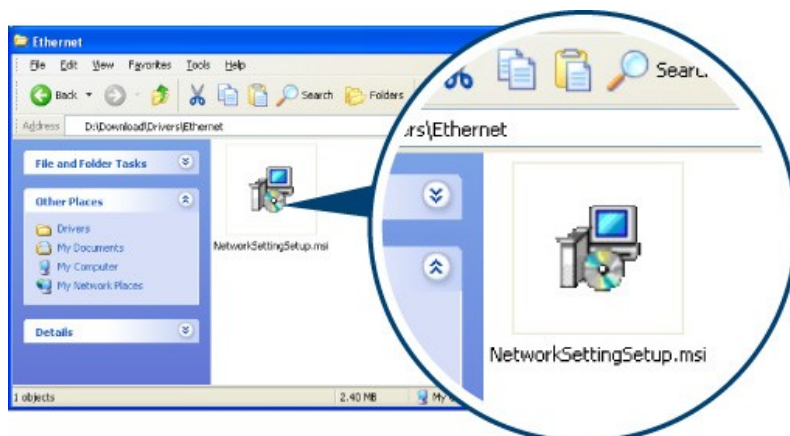 Ethernet
File Edit View Favorites Tools Help
Back Search Folders
Address D:\Download\Drivers\Ethernet
File and Folder Tasks
Other Places
Drivers
My Documents
My Computer
My Network Places
Details
NetworkSettingSetup.msi
1 objects 2.40 MB My
Searc
rs\Ethernet
NetworkSettingSetup.msi